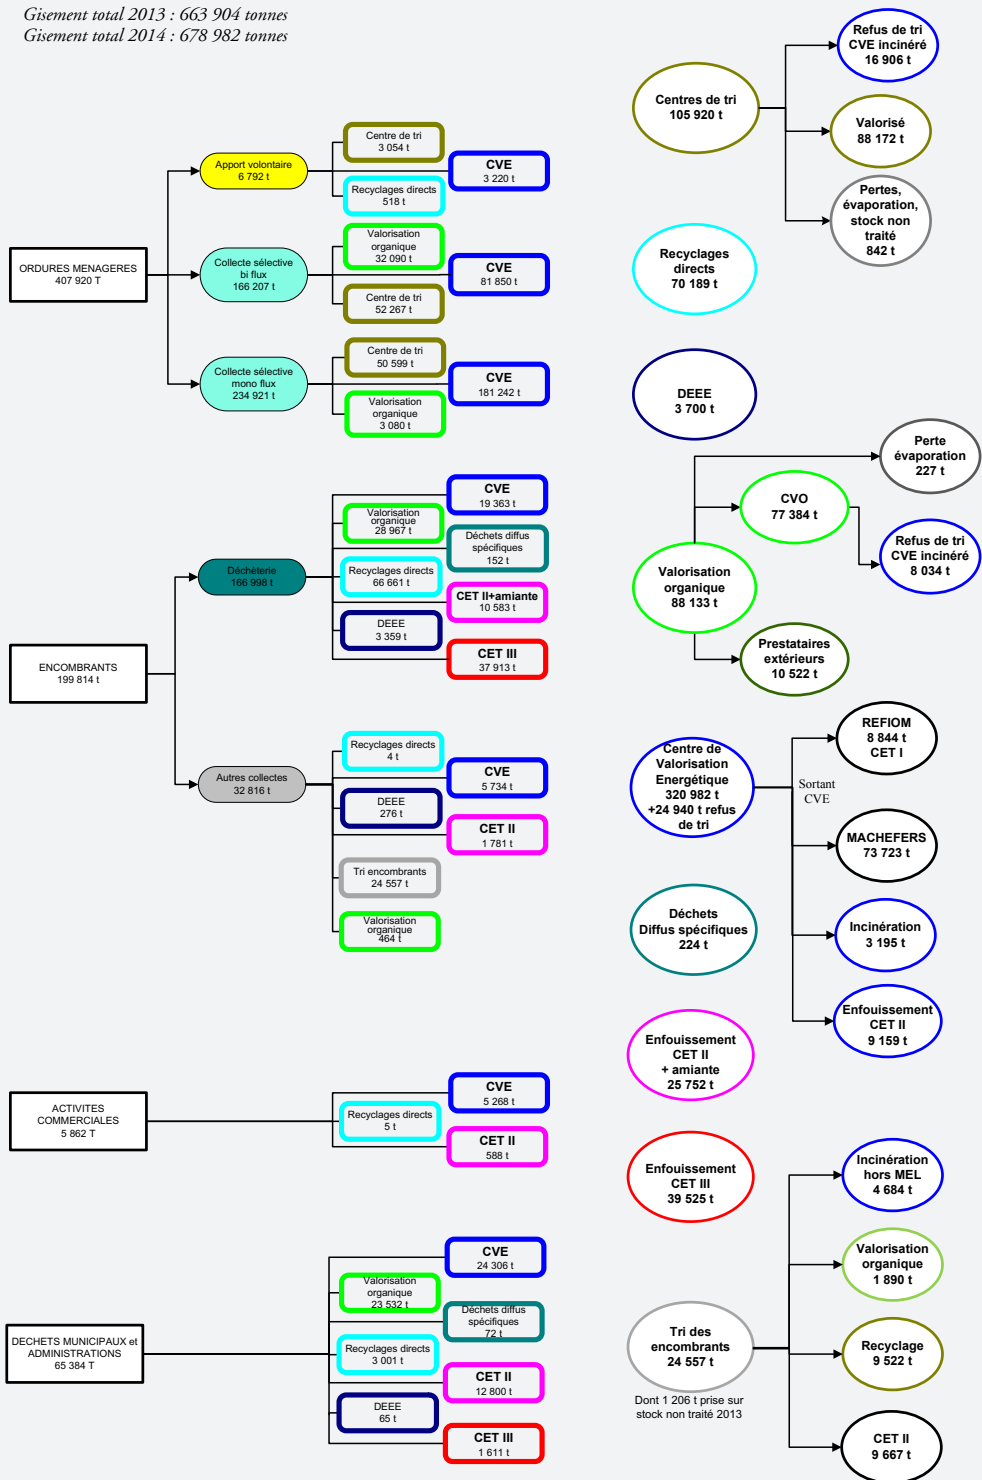 Gisement total 2013 : 663 904 tonnes
Gisement total 2014 : 678 982 tonnes
ORDURES MENAGERES
407 920 T
Apport volontaire
6 792 t
Centre de tri
3 054 t
CVE
3 220 t
Recyclages directs
518 t
Collecte sélective
bi flux
166 207 t
Valorisation
organique
32 090 t
CVE
81 850 t
Centre de tri
52 267 t
Collecte sélective
mono flux
234 921 t
Centre de tri
50 599 t
CVE
181 242 t
Valorisation
organique
3 080 t
ENCOMBRANTS
199 814 t
Déchèterie
166 998 t
CVE
19 363 t
Valorisation
organique
28 967 t
Déchets diffus
spécifiques
152 t
Recyclages directs
66 661 t
CET II+amiante
10 583 t
DEEE
3 359 t
CET III
37 913 t
Autres collectes
32 816 t
Recyclages directs
4 t
CVE
5 734 t
DEEE
276 t
CET II
1 781 t
Tri encombrants
24 557 t
Valorisation
organique
464 t
ACTIVITES
COMMERCIALES
5 862 T
CVE
5 268 t
Recyclages directs
5 t
CET II
588 t
DECHETS MUNICIPAUX et
ADMINISTRATIONS
65 384 T
CVE
24 306 t
Valorisation
organique
23 532 t
Déchets diffus
spécifiques
72 t
Recyclages directs
3 001 t
CET II
12 800 t
DEEE
65 t
CET III
1 611 t
Centres de tri
105 920 t
Refus de tri
CVE incinéré
16 906 t
Valorisé
88 172 t
Pertes,
évaporation,
stock non
traité
842 t
Recyclages
directs
70 189 t
DEEE
3 700 t
Valorisation
organique
88 133 t
Perte
évaporation
227 t
CVO
77 384 t
Refus de tri
CVE incinéré
8 034 t
Prestataires
extérieurs
10 522 t
Centre de
Valorisation
Energétique
320 982 t
+24 940 t refus
de tri
Sortant
CVE
REFIOM
8 844 t
CET I
MACHEFERS
73 723 t
Incinération
3 195 t
Enfouissement
CET II
9 159 t
Déchets
Diffus spécifiques
224 t
Enfouissement
CET II
+ amiante
25 752 t
Enfouissement
CET III
39 525 t
Tri des
encombrants
24 557 t
Dont 1 206 t prise sur
stock non traité 2013
Incinération
hors MEL
4 684 t
Valorisation
organique
1 890 t
Recyclage
9 522 t
CET II
9 667 t